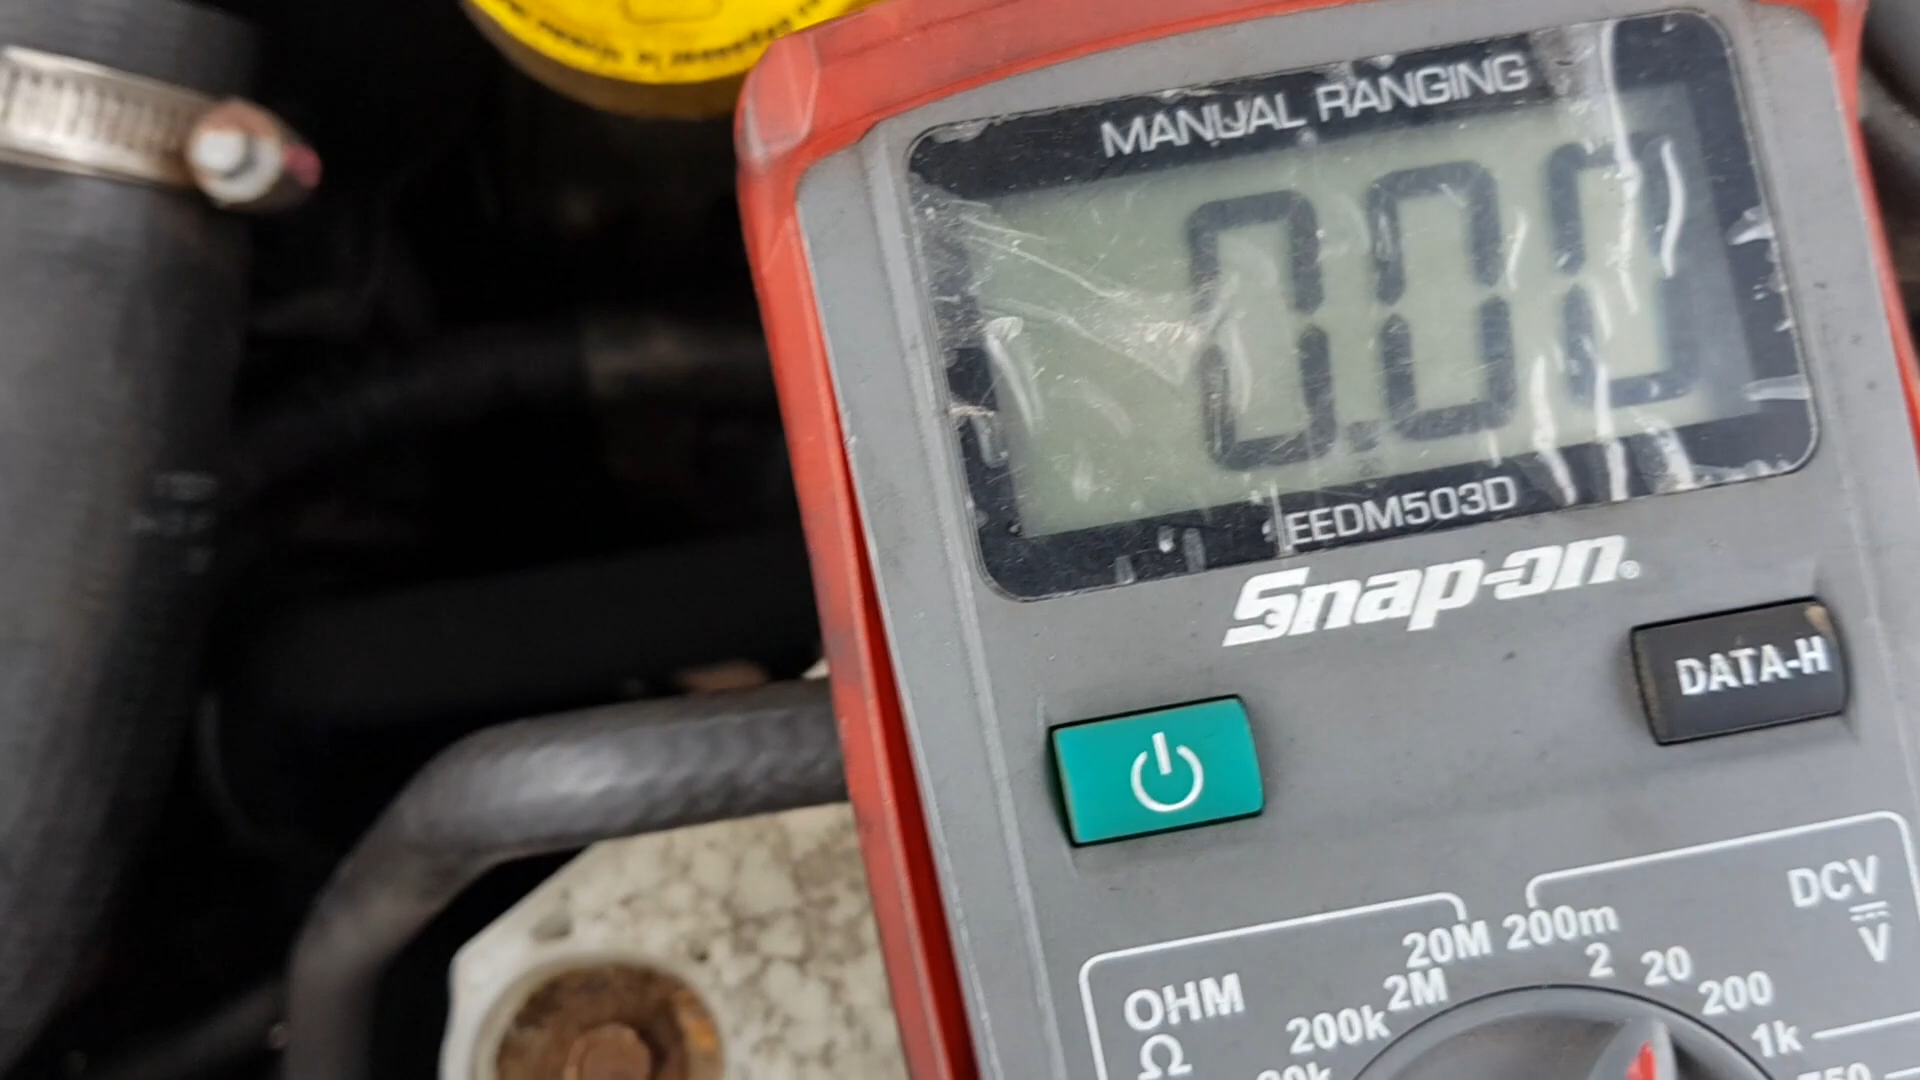 MANUAL RANGING
0.00
EEDM503D
Snap-on®
DATA-H
DCV
V
20M 200m
2 20
200
1k
OHM
Ω
200k 2M